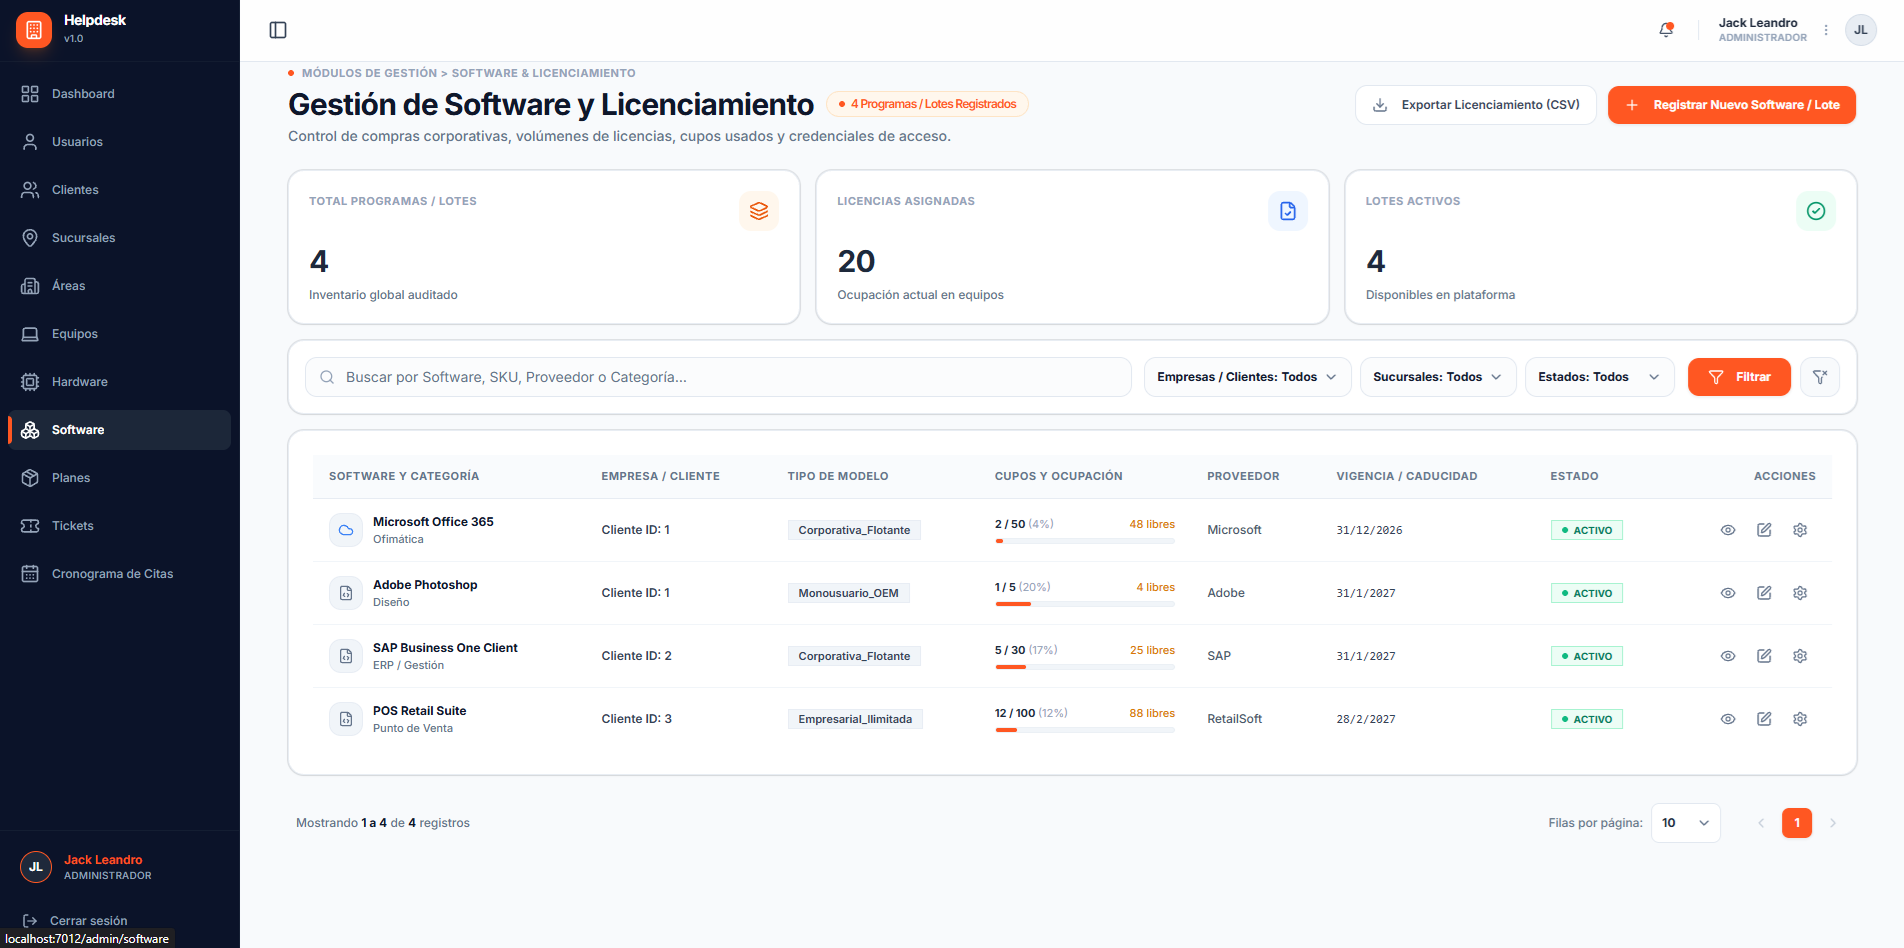 Helpdesk
v1.0
Dashboard
Usuarios
Clientes
Sucursales
Áreas
Equipos
Hardware
Software
Planes
Tickets
Cronograma de Citas
JL
Jack Leandro
ADMINISTRADOR
Cerrar sesión
localhost:7012/admin/software
Jack Leandro
ADMINISTRADOR
JL
MÓDULOS DE GESTIÓN > SOFTWARE & LICENCIAMIENTO
Gestión de Software y Licenciamiento
4 Programas / Lotes Registrados
Control de compras corporativas, volúmenes de licencias, cupos usados y credenciales de acceso.
Exportar Licenciamiento (CSV)
Registrar Nuevo Software / Lote
TOTAL PROGRAMAS / LOTES
4
Inventario global auditado
LICENCIAS ASIGNADAS
20
Ocupación actual en equipos
LOTES ACTIVOS
4
Disponibles en plataforma
Buscar por Software, SKU, Proveedor o Categoría...
Empresas / Clientes: Todos
Sucursales: Todos
Estados: Todos
Filtrar
SOFTWARE Y CATEGORÍA EMPRESA / CLIENTE TIPO DE MODELO CUPOS Y OCUPACIÓN PROVEEDOR VIGENCIA / CADUCIDAD ESTADO ACCIONES
Microsoft Office 365
Ofimática
Cliente ID: 1
Corporativa_Flotante
2 / 50 (4%) 48 libres
Microsoft
31/12/2026
ACTIVO
Adobe Photoshop
Diseño
Cliente ID: 1
Monousuario_OEM
1 / 5 (20%) 4 libres
Adobe
31/1/2027
ACTIVO
SAP Business One Client
ERP / Gestión
Cliente ID: 2
Corporativa_Flotante
5 / 30 (17%) 25 libres
SAP
31/1/2027
ACTIVO
POS Retail Suite
Punto de Venta
Cliente ID: 3
Empresarial_Ilimitada
12 / 100 (12%) 88 libres
RetailSoft
28/2/2027
ACTIVO
Mostrando 1 a 4 de 4 registros
Filas por página: 10
1